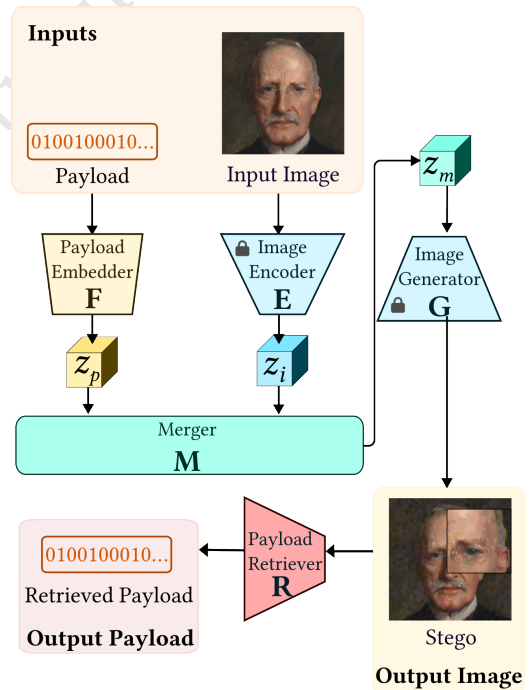 Inputs
0100100010...
Payload
Input Image
Payload
Embedder
F
Image
Encoder
E
z_p
z_i
Merger
M
z_m
Image
Generator
G
Payload
Retriever
R
0100100010...
Retrieved Payload
Output Payload
Stego
Output Image